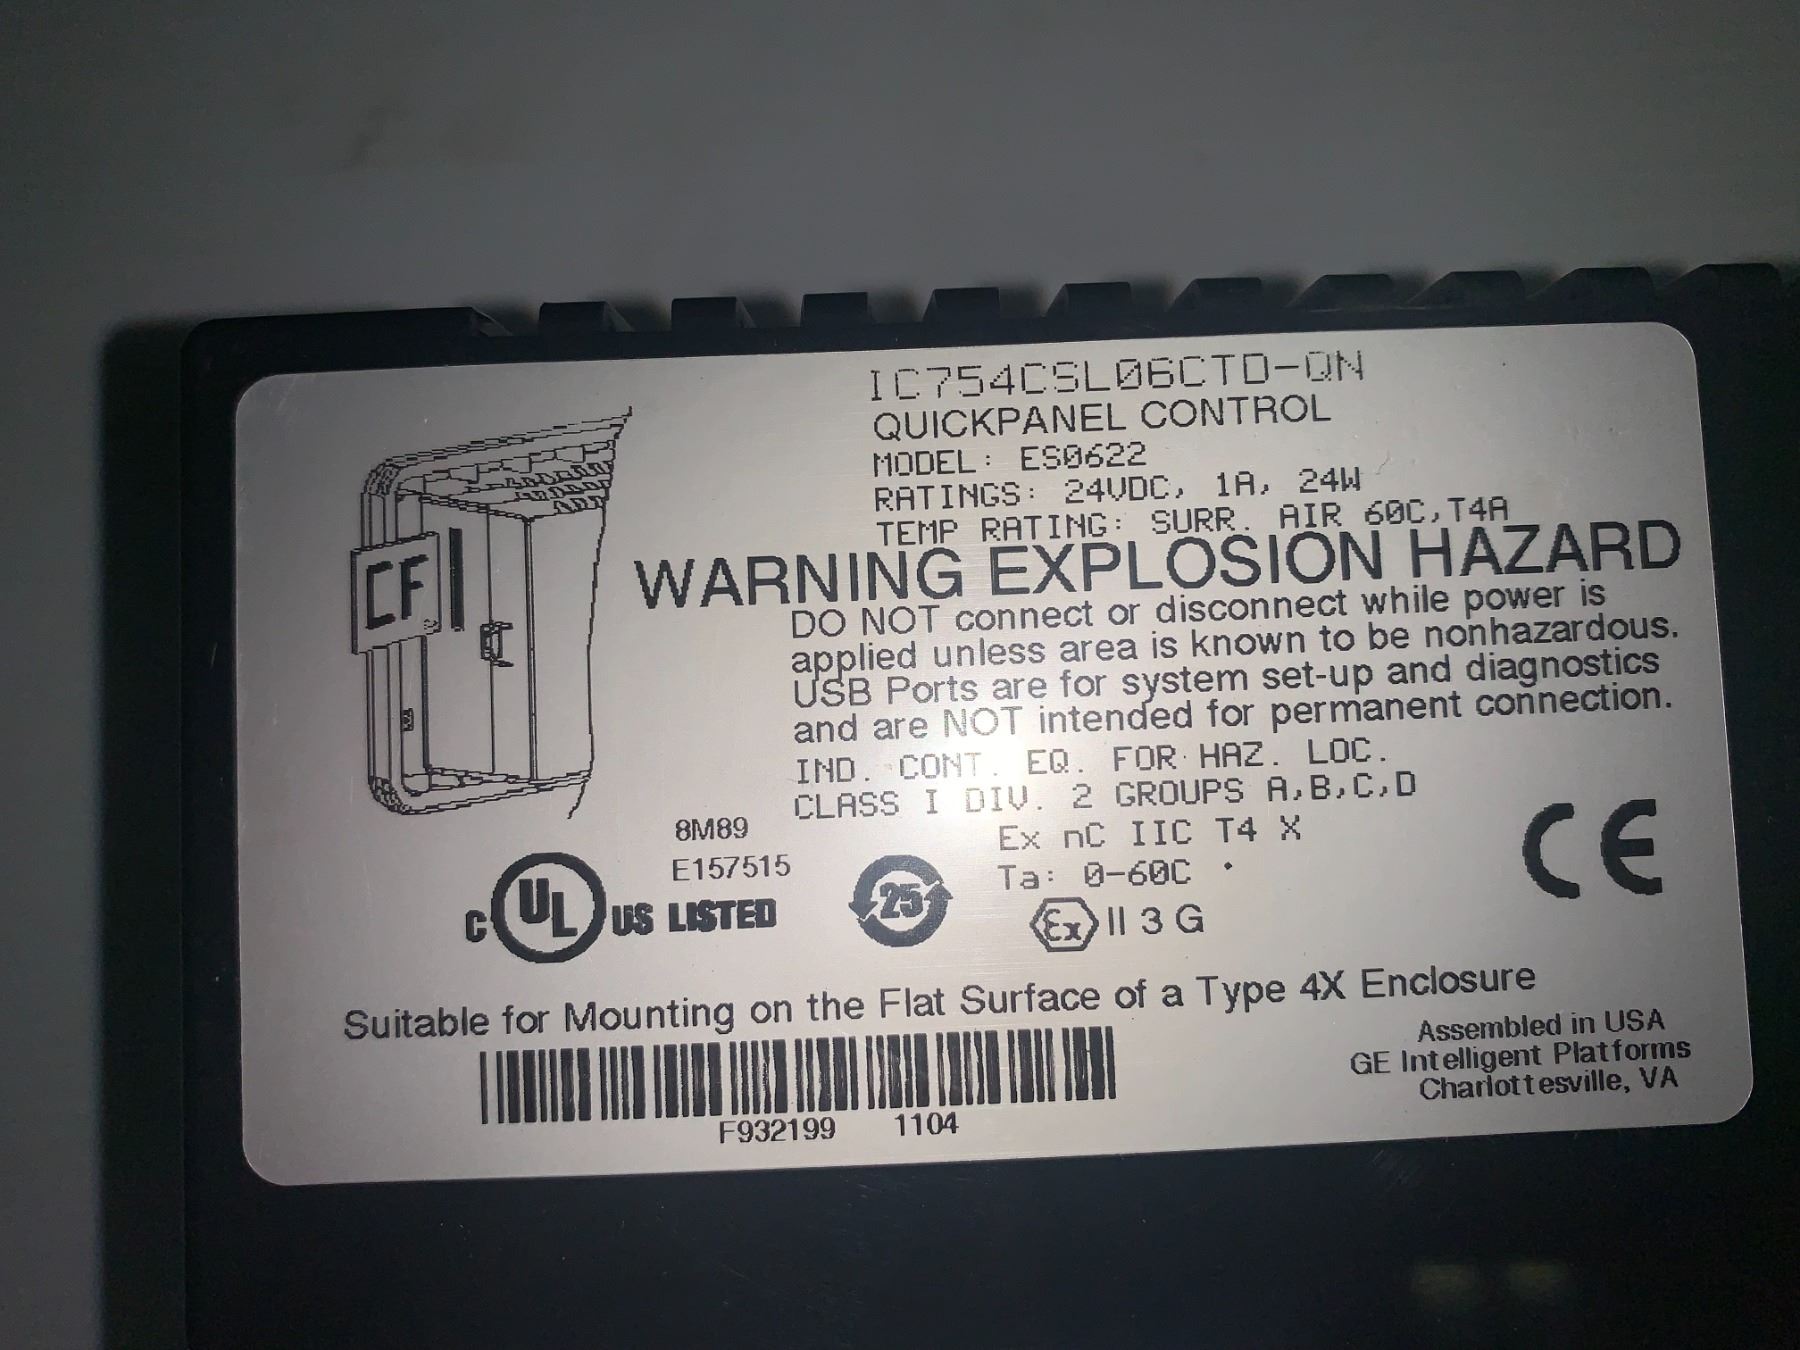 IC754CSL06CTD-QN
QUICKPANEL CONTROL
MODEL: ES0622
RATINGS: 24VDC, 1A, 24W
TEMP RATING: SURR. AIR 60C,T4A
WARNING EXPLOSION HAZARD
DO NOT connect or disconnect while power is
applied unless area is known to be nonhazardous.
USB Ports are for system set-up and diagnostics
and are NOT intended for permanent connection.
IND. CONT. EQ. FOR HAZ. LOC.
CLASS I DIV. 2 GROUPS A,B,C,D
Ex nC IIC T4 X
Ta: 0-60C
CF
8M89
E157515
C UL US LISTED
25
Ex II 3 G
CE
Suitable for Mounting on the Flat Surface of a Type 4X Enclosure
F932199 1104
Assembled in USA
GE Intelligent Platforms
Charlottesville, VA